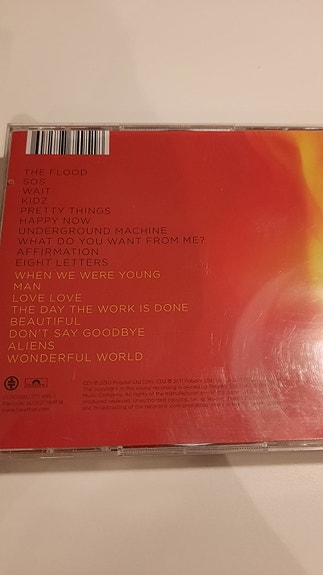 THE FLOOD
SOS
WAIT
KIDZ
PRETTY THINGS
HAPPY NOW
UNDERGROUND MACHINE
WHAT DO YOU WANT FROM ME?
AFFIRMATION
EIGHT LETTERS
WHEN WE WERE YOUNG
MAN
LOVE LOVE
THE DAY THE WORK IS DONE
BEAUTIFUL
DON'T SAY GOODBYE
ALIENS
WONDERFUL WORLD